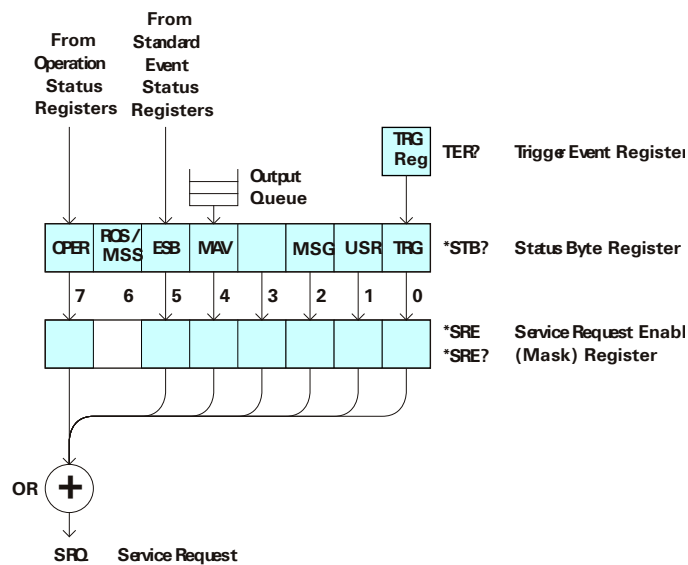 From
Operation
Status
Registers
From
Standard
Event
Status
Registers
TRG
Reg
TER? Trigger Event Register
Output
Queue
OPER RQS/ MSS ESB MAV MSG USR TRG
*STB? Status Byte Register
7 6 5 4 3 2 1 0
*SRE Service Request Enabl
*SRE? (Mask) Register
OR +
SRQ Service Request